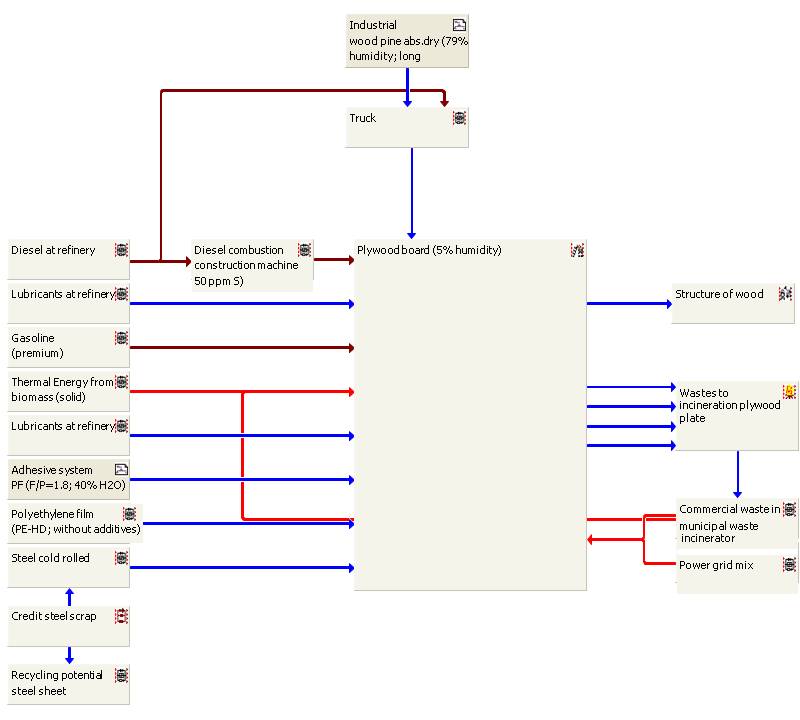 Industrial
wood pine abs.dry (79%
humidity; long
Truck
Diesel at refinery
Diesel combustion
construction machine
50 ppm S)
Plywood board (5% humidity)
Lubricants at refinery
Structure of wood
Gasoline
(premium)
Thermal Energy from
biomass (solid)
Wastes to
incineration plywood
plate
Lubricants at refinery
Adhesive system
PF (F/P=1.8; 40% H2O)
Polyethylene film
(PE-HD; without additives)
Commercial waste in
municipal waste
incinerator
Steel cold rolled
Power grid mix
Credit steel scrap
Recycling potential
steel sheet